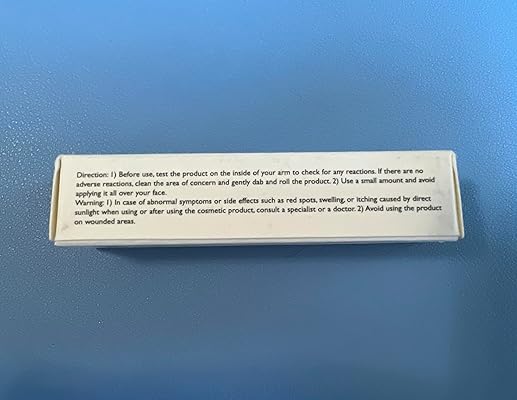 Direction: 1) Before use, test the product on the inside of your arm to check for any reactions. If there are no
adverse reactions, clean the area of concern and gently dab and roll the product. 2) Use a small amount and avoid
applying it all over your face.
Warning: 1) In case of abnormal symptoms or side effects such as red spots, swelling, or itching caused by direct
sunlight when using or after using the cosmetic product, consult a specialist or a doctor. 2) Avoid using the product
on wounded areas.